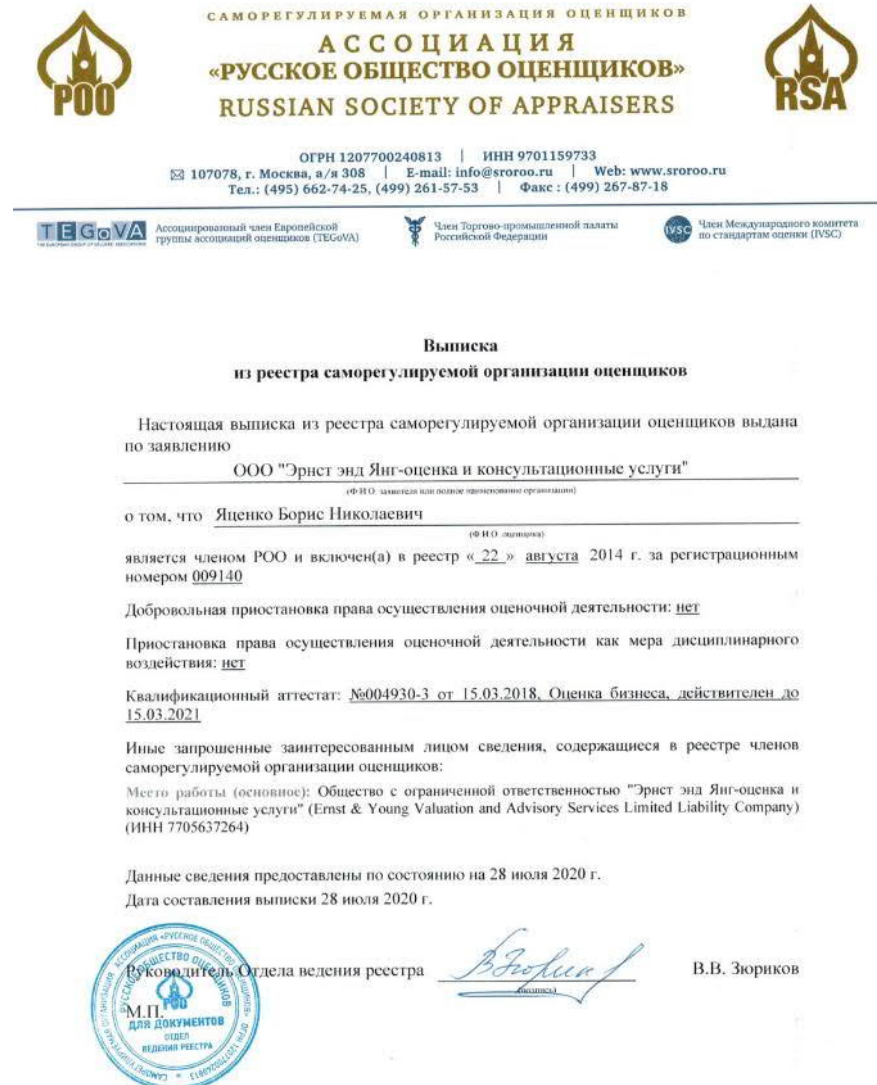 САМОРЕГУЛИРУЕМАЯ ОРГАНИЗАЦИЯ ОЦЕНЩИКОВ
АССОЦИАЦИЯ
«РУССКОЕ ОБЩЕСТВО ОЦЕНЩИКОВ»
RUSSIAN SOCIETY OF APPRAISERS
РОО
RSA
ОГРН 1207700240813 | ИНН 9701159733
107078, г. Москва, а/я 308 | E-mail: info@sroroo.ru | Web: www.sroroo.ru
Тел.: (495) 662-74-25, (499) 261-57-53 | Факс : (499) 267-87-18
TEGoVA
Ассоциированный член Европейской
группы ассоциаций оценщиков (TEGoVA)
Член Торгово-промышленной палаты
Российской Федерации
IVSC
Член Международного комитета
по стандартам оценки (IVSC)
Выписка
из реестра саморегулируемой организации оценщиков
Настоящая выписка из реестра саморегулируемой организации оценщиков выдана
по заявлению
ООО "Эрнст энд Янг-оценка и консультационные услуги"
(Ф.И.О. заявителя или полное наименование организации)
о том, что Яценко Борис Николаевич
(Ф.И.О. оценщика)
является членом РОО и включен(а) в реестр « 22 » августа 2014 г. за регистрационным
номером 009140
Добровольная приостановка права осуществления оценочной деятельности: нет
Приостановка права осуществления оценочной деятельности как мера дисциплинарного
воздействия: нет
Квалификационный аттестат: №004930-3 от 15.03.2018, Оценка бизнеса, действителен до
15.03.2021
Иные запрошенные заинтересованным лицом сведения, содержащиеся в реестре членов
саморегулируемой организации оценщиков:
Место работы (основное): Общество с ограниченной ответственностью "Эрнст энд Янг-оценка и
консультационные услуги" (Ernst & Young Valuation and Advisory Services Limited Liability Company)
(ИНН 7705637264)
Данные сведения предоставлены по состоянию на 28 июля 2020 г.
Дата составления выписки 28 июля 2020 г.
Руководитель Отдела ведения реестра
(подпись)
В.В. Зюриков
М.П.
РОО
ДЛЯ ДОКУМЕНТОВ
ОТДЕЛ
ВЕДЕНИЯ РЕЕСТРА
РУССКОЕ ОБЩЕСТВО ОЦЕНЩИКОВ